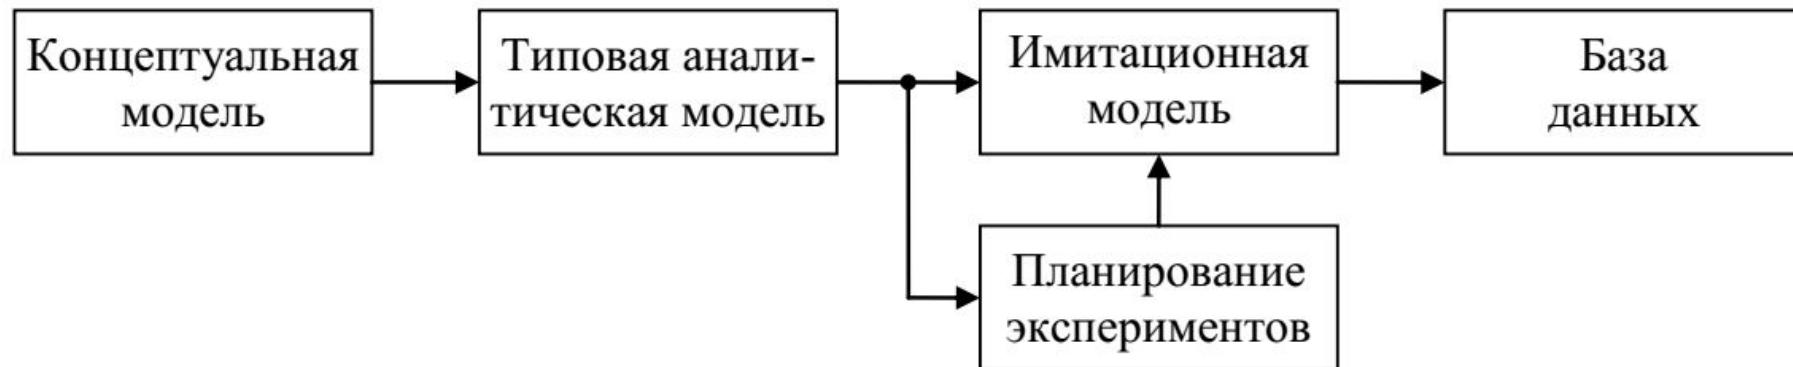 Концептуальная
модель
Типовая анали-
тическая модель
Имитационная
модель
База
данных
Планирование
экспериментов